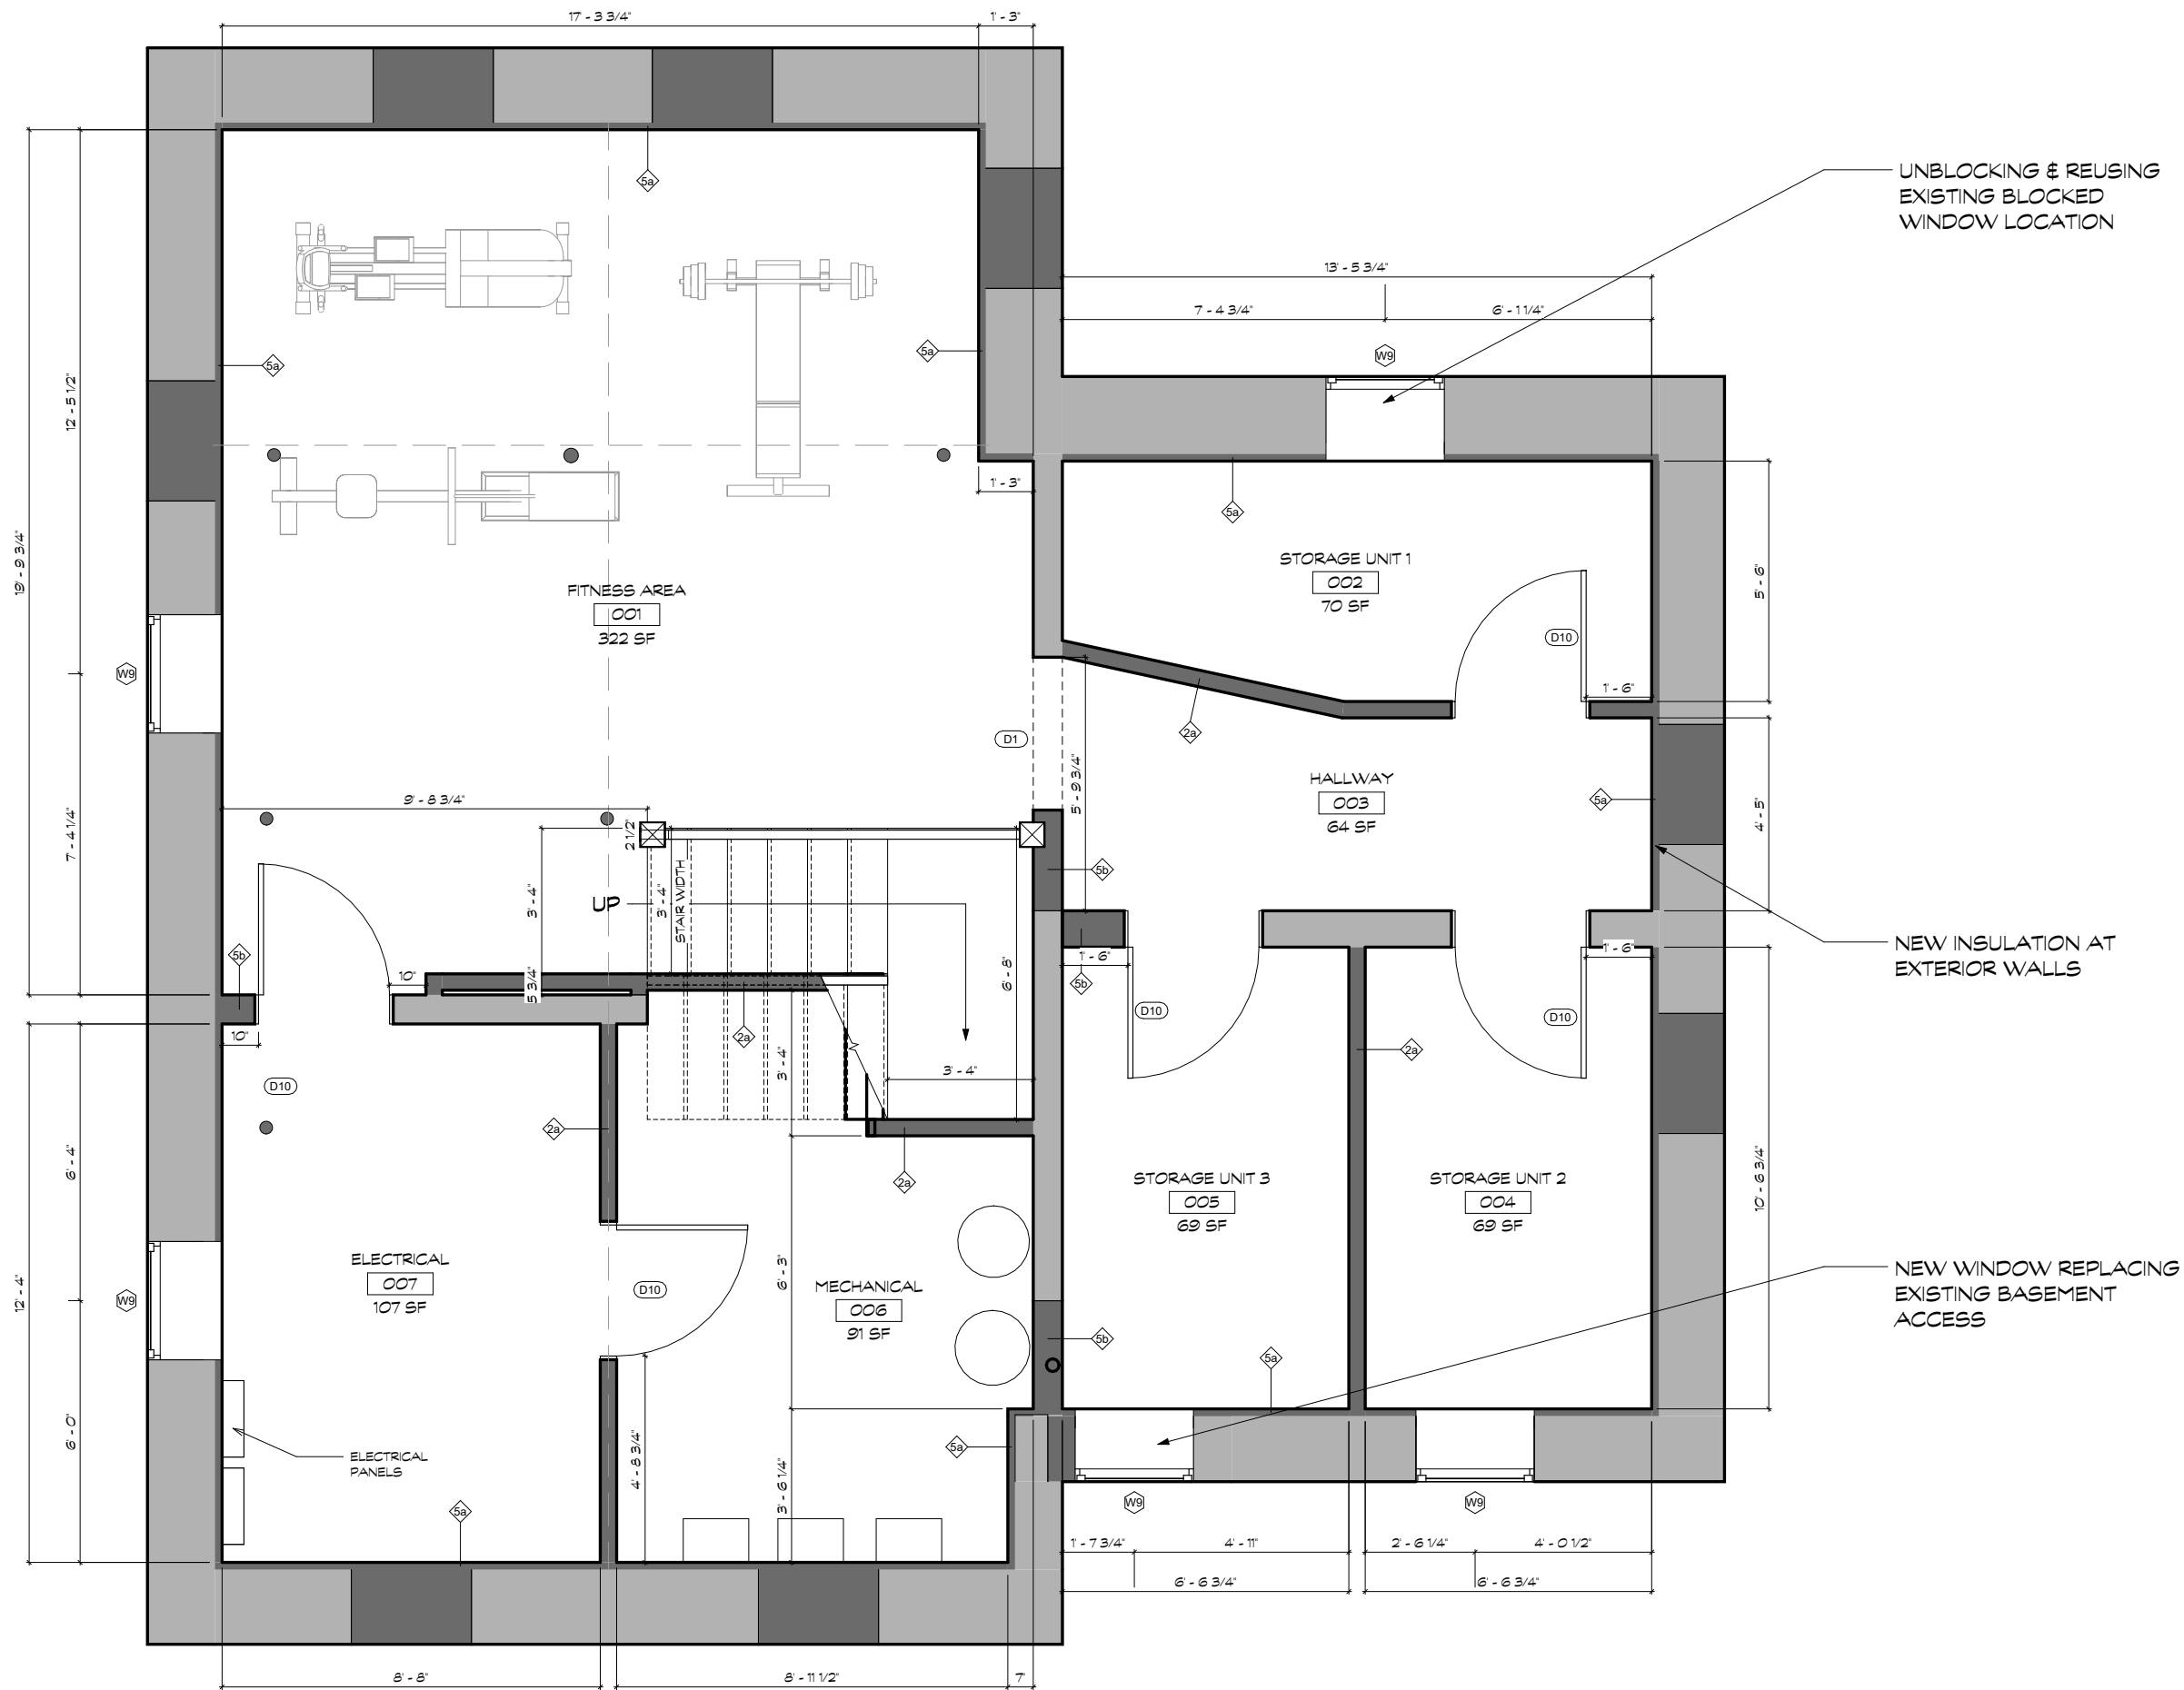 17' - 3 3/4"
1' - 3"
5a
UNBLOCKING & REUSING
EXISTING BLOCKED
WINDOW LOCATION
13' - 5 3/4"
7' - 4 3/4"
6' - 1 1/4"
W9
5a
5a
12' - 5 1/2"
1' - 3"
5a
19' - 9 3/4"
STORAGE UNIT 1
002
70 SF
5' - 6"
FITNESS AREA
001
322 SF
D10
W9
1' - 6"
2a
D1
5' - 9 3/4"
HALLWAY
003
64 SF
5a
4' - 5"
9' - 8 3/4"
7' - 4 1/4"
2 1/2"
3' - 4"
UP
3' - 4"
STAIR WIDTH
5b
NEW INSULATION AT
EXTERIOR WALLS
5b
10"
5 3/4"
6' - 8"
1' - 6"
5b
1' - 6"
D10
D10
10"
2a
2a
3' - 4"
3' - 4"
D10
2a
6' - 4"
2a
STORAGE UNIT 3
005
69 SF
STORAGE UNIT 2
004
69 SF
10' - 6 3/4"
ELECTRICAL
007
107 SF
6' - 3"
MECHANICAL
006
91 SF
D10
W9
12' - 4"
NEW WINDOW REPLACING
EXISTING BASEMENT
ACCESS
5b
5a
6' - 0"
ELECTRICAL
PANELS
4' - 8 3/4"
3' - 6 1/4"
5a
5a
W9
W9
1' - 7 3/4"
4' - 11"
2' - 6 1/4"
4' - 0 1/2"
6' - 6 3/4"
6' - 6 3/4"
8' - 8"
8' - 11 1/2"
7"